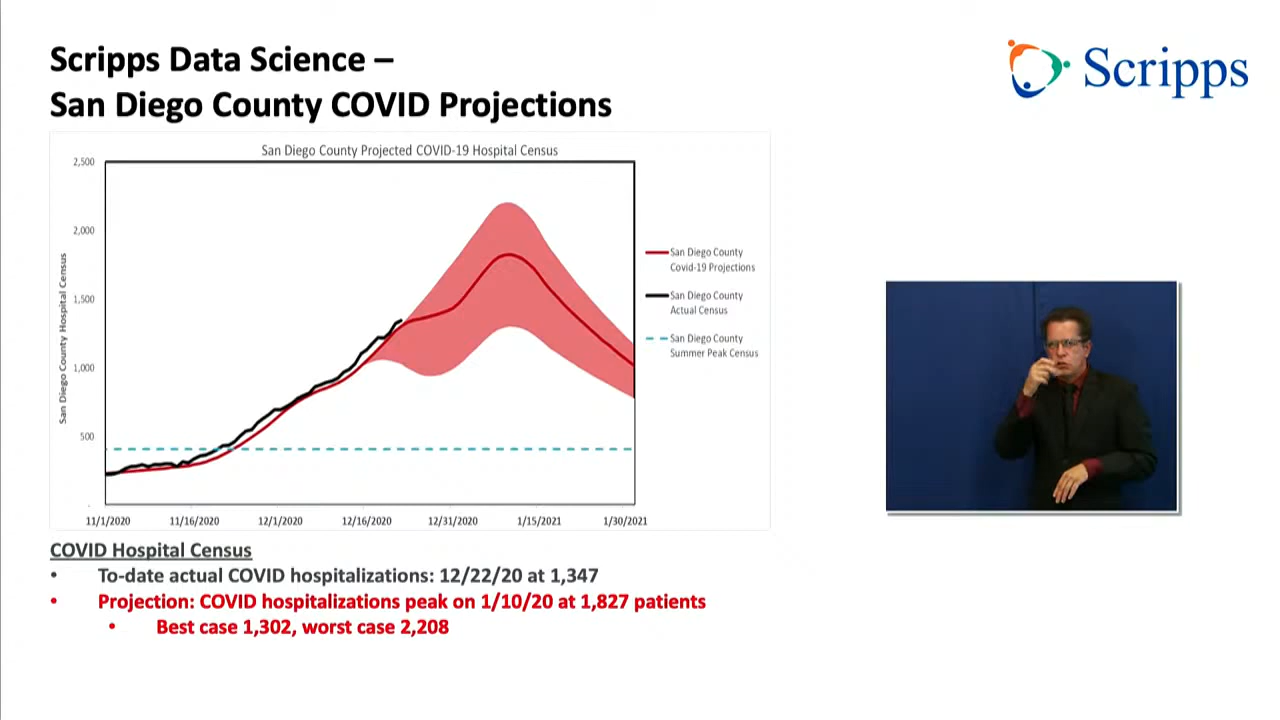 Scripps Data Science –
San Diego County COVID Projections
Scripps
San Diego County Projected COVID-19 Hospital Census
San Diego County Hospital Census
2,500
2,000
1,500
1,000
500
-
11/1/2020 11/16/2020 12/1/2020 12/16/2020 12/31/2020 1/15/2021 1/30/2021
San Diego County
Covid-19 Projections
San Diego County
Actual Census
San Diego County
Summer Peak Census
COVID Hospital Census
• To-date actual COVID hospitalizations: 12/22/20 at 1,347
• Projection: COVID hospitalizations peak on 1/10/20 at 1,827 patients
• Best case 1,302, worst case 2,208